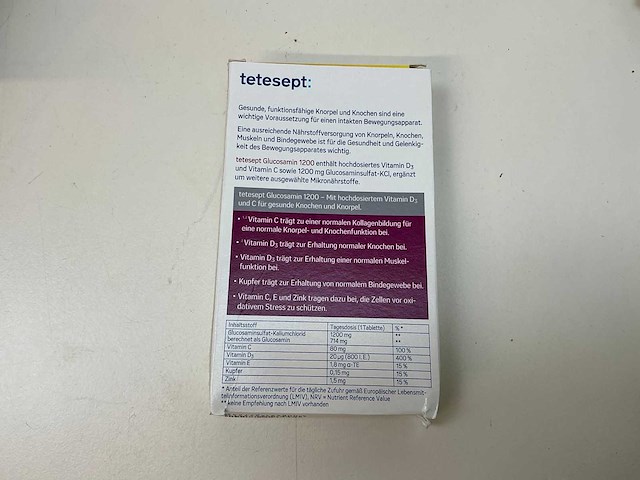 tetesept:
Gesunde, funktionsfähige Knorpel und Knochen sind eine
wichtige Voraussetzung für einen intakten Bewegungsapparat.
Eine ausreichende Nährstoffversorgung von Knorpeln, Knochen,
Muskeln und Bindegewebe ist für die Gesundheit und Gelenkig-
keit des Bewegungsapparates wichtig.
tetesept Glucosamin 1200 enthält hochdosiertes Vitamin D3
und Vitamin C sowie 1200 mg Glucosaminsulfat-KCl, ergänzt
um weitere ausgewählte Mikronährstoffe.
tetesept Glucosamin 1200 – Mit hochdosiertem Vitamin D3
und C für gesunde Knochen und Knorpel.
• Vitamin C trägt zu einer normalen Kollagenbildung für
eine normale Knorpel- und Knochenfunktion bei.
• Vitamin D3 trägt zur Erhaltung normaler Knochen bei.
• Vitamin D3 trägt zur Erhaltung einer normalen Muskel-
funktion bei.
• Kupfer trägt zur Erhaltung von normalem Bindegewebe bei.
• Vitamin C, E und Zink tragen dazu bei, die Zellen vor oxi-
dativem Stress zu schützen.
Inhaltsstoff Tagesdosis (1 Tablette) %*
Glucosaminsulfat-Kaliumchlorid 1200 mg **
berechnet als Glucosamin 714 mg **
Vitamin C 80 mg 100 %
Vitamin D3 20 µg (800 I.E.) 400 %
Vitamin E 1,8 mg α-TE 15 %
Kupfer 0,15 mg 15 %
Zink 1,5 mg 15 %
* Anteil der Referenzwerte für die tägliche Zufuhr gemäß Europäischer Lebensmit-
telinformationsverordnung (LMIV), NRV = Nutrient Reference Value
** keine Empfehlung nach LMIV vorhanden